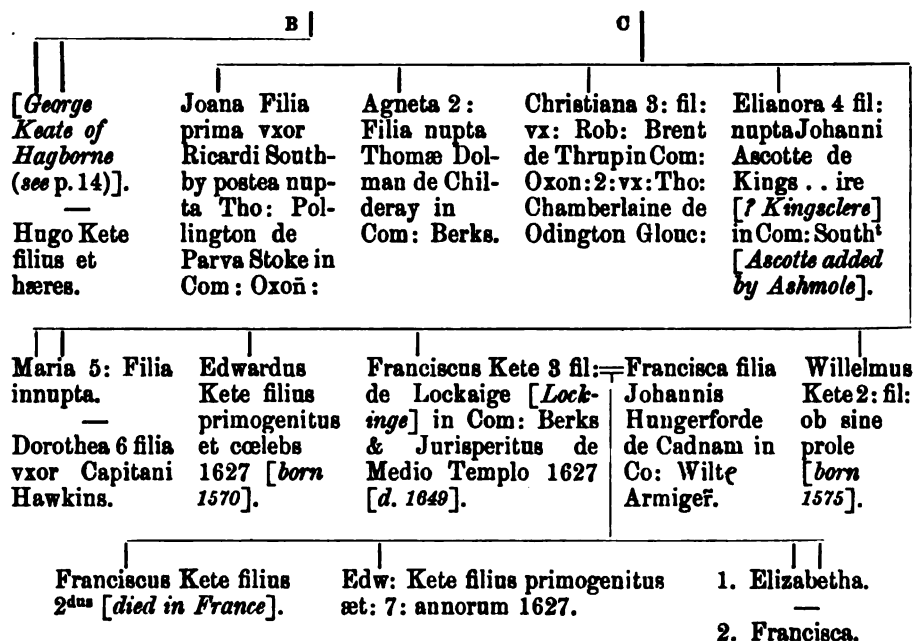 B C
[George
Keate of
Hagborne
(see p. 14)].
—
Hugo Kete
filius et
hæres.
Joana Filia
prima vxor
Ricardi South-
by postea nup-
ta Tho: Pol-
lington de
Parva Stoke in
Com: Oxon̄:
Agneta 2:
Filia nupta
Thomæ Dol-
man de Chil-
deray in
Com: Berks.
Christiana 3: fil:
vx: Rob: Brent
de Thrup in Com:
Oxon: 2: vx: Tho:
Chamberlaine de
Odington Glouc:
Elianora 4 fil:
nupta Johanni
Ascotte de
Kings . . ire
[? Kingsclere]
in Com: Southᵗ
[Ascotte added
by Ashmole].
Maria 5: Filia
innupta.
—
Dorothea 6 filia
vxor Capitani
Hawkins.
Edwardus
Kete filius
primogenitus
et cœlebs
1627 [born
1570].
Franciscus Kete 3 fil:
de Lockaige [Lock-
inge] in Com: Berks
& Jurisperitus de
Medio Templo 1627
[d. 1649].
Francisca filia
Johannis
Hungerforde
de Cadnam in
Co: Wiltę
Armiger̃.
Willelmus
Kete 2: fil:
ob sine
prole
[born
1575].
Franciscus Kete filius
2ᵈᵘˢ [died in France].
Edw: Kete filius primogenitus
æt: 7: annorum 1627.
1. Elizabetha.
—
2. Francisca.